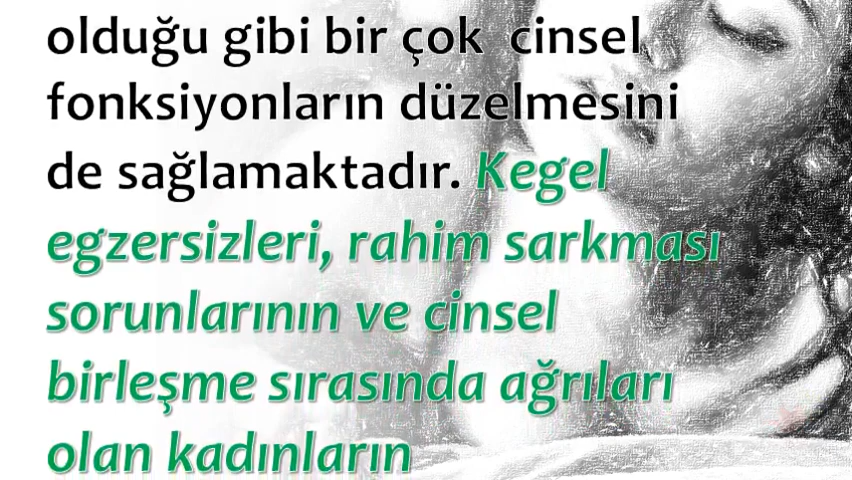 olduğu gibi bir çok  cinsel
fonksiyonların düzelmesini
de sağlamaktadır. Kegel
egzersizleri, rahim sarkması
sorunlarının ve cinsel
birleşme sırasında ağrıları
olan kadınların